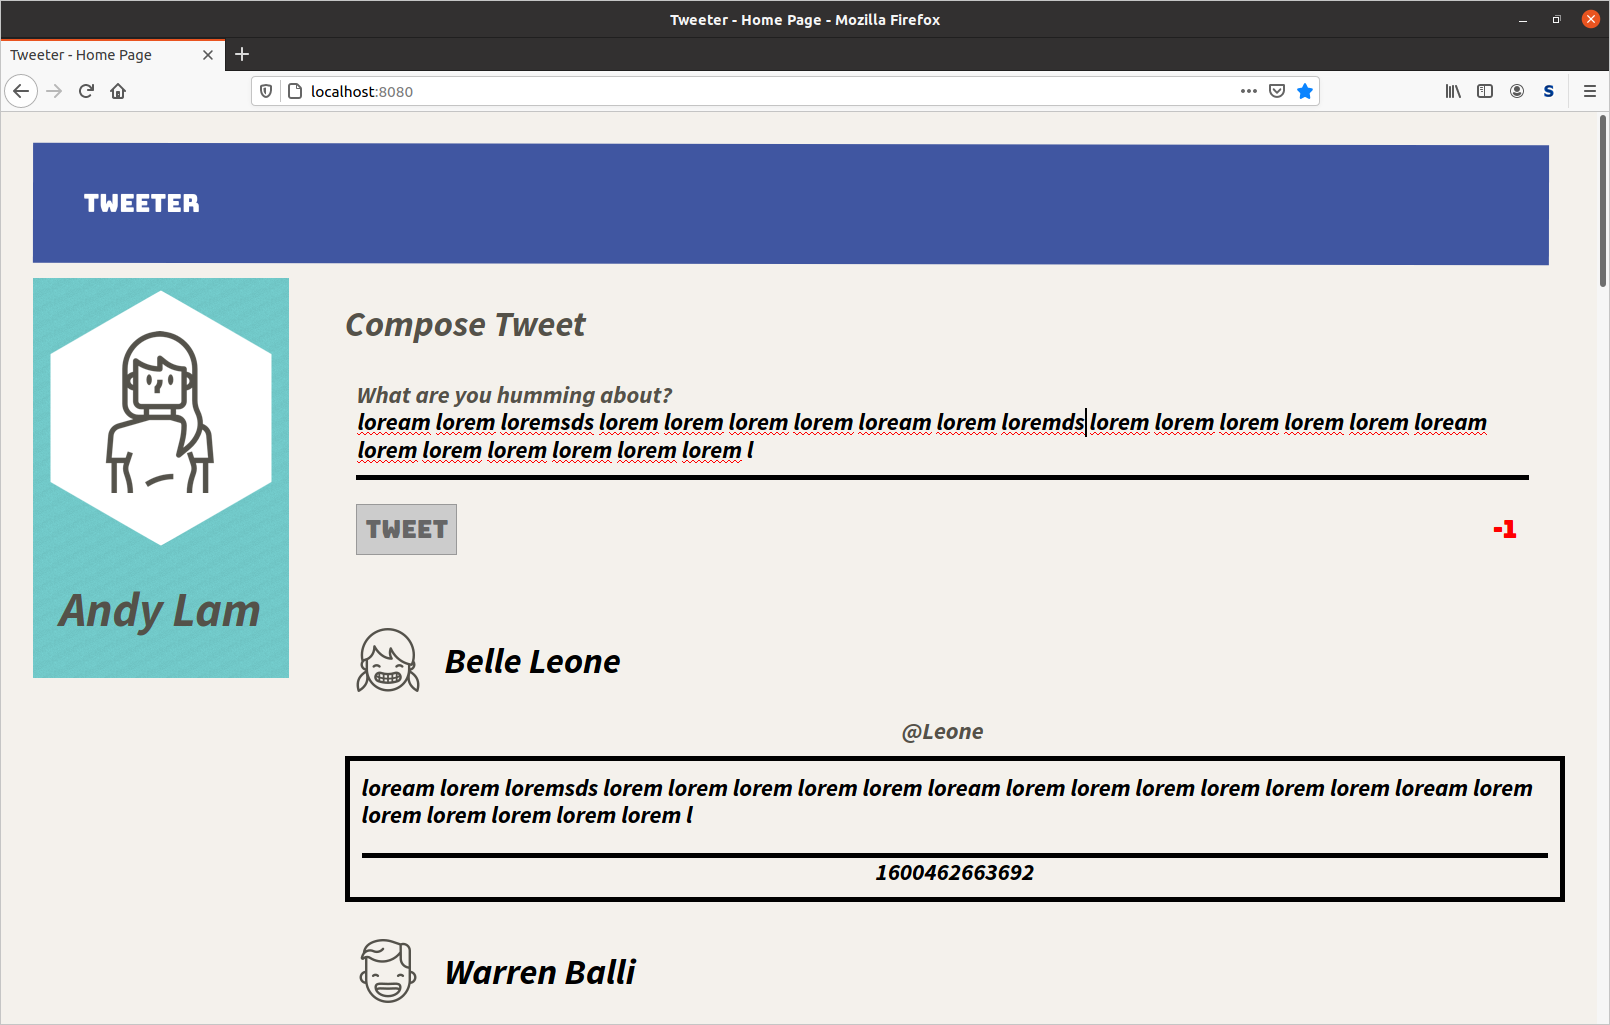 Tweeter - Home Page - Mozilla Firefox
Tweeter - Home Page
localhost:8080
S
TWEETER
Andy Lam
Compose Tweet
What are you humming about?
loream lorem loremsds lorem lorem lorem lorem loream lorem loremds lorem lorem lorem lorem lorem loream
lorem lorem lorem lorem lorem lorem l
TWEET
-1
Belle Leone
@Leone
loream lorem loremsds lorem lorem lorem lorem lorem loream lorem lorem lorem lorem lorem lorem loream lorem
lorem lorem lorem lorem lorem l
1600462663692
Warren Balli